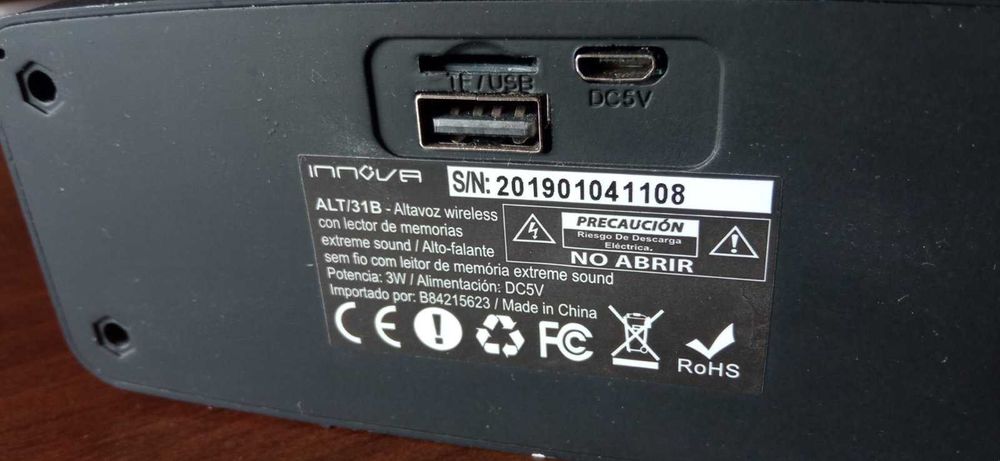 TF/USB
DC5V
INNOVA
S/N: 201901041108
ALT/31B - Altavoz wireless
con lector de memorias
extreme sound / Alto-falante
sem fio com leitor de memória extreme sound
Potencia: 3W / Alimentación: DC5V
Importado por: B84215623 / Made in China
PRECAUCIÓN
Riesgo De Descarga
Eléctrica.
NO ABRIR
CE
FC
RoHS